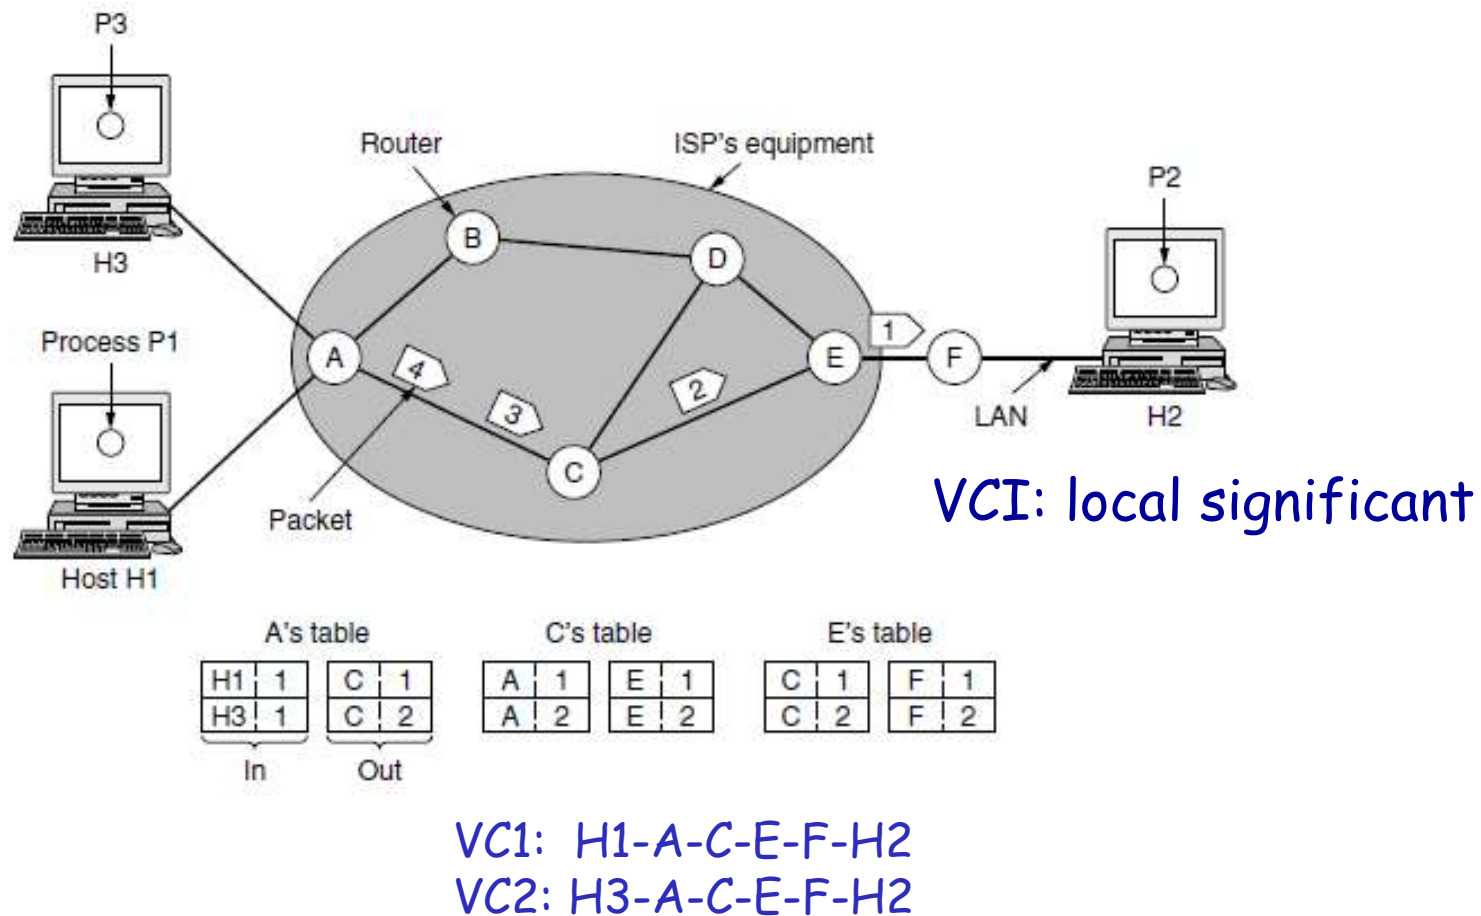 P3
Router
ISP's equipment
P2
B
D
H3
Process P1
A
4
3
2
E
1
F
C
LAN
H2
Packet
VCI: local significant
Host H1
A's table
C's table
E's table
H1 1 C 1 A 1 E 1 C 1 F 1
H3 1 C 2 A 2 E 2 C 2 F 2
In Out
VC1: H1-A-C-E-F-H2
VC2: H3-A-C-E-F-H2